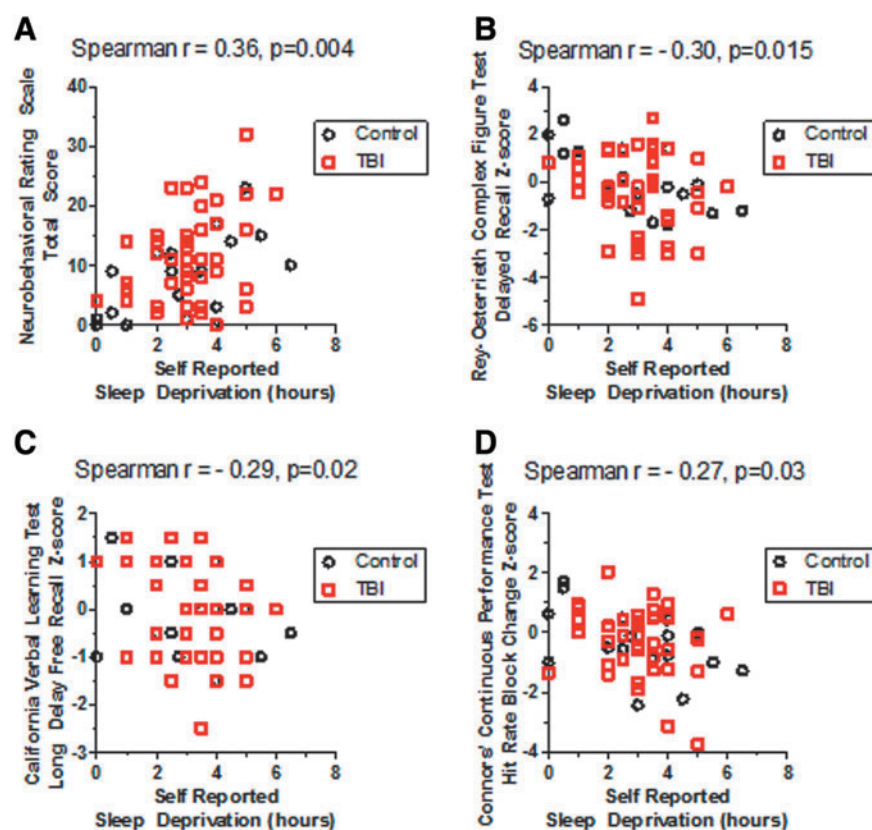 A
Spearman r = 0.36, p=0.004
Neurobehavioral Rating Scale
Total Score
40
30
20
10
0
0 2 4 6 8
Self Reported
Sleep Deprivation (hours)
Control
TBI
B
Spearman r = - 0.30, p=0.015
Rey- Osterrieth Complex Figure Test
Delayed Recall Z-score
4
2
0
-2
-4
-6
0 2 4 6 8
Self Reported
Sleep Deprivation (hours)
Control
TBI
C
Spearman r = - 0.29, p=0.02
California Verbal Learning Test
Long Delay Free Recall Z-score
2
1
0
-1
-2
-3
0 2 4 6 8
Self Reported
Sleep Deprivation (hours)
Control
TBI
D
Spearman r = - 0.27, p=0.03
Connors' Continuous Performance Test
Hit Rate Block Change Z-score
4
2
0
-2
-4
0 2 4 6 8
Self Reported
Sleep Deprivation (hours)
Control
TBI